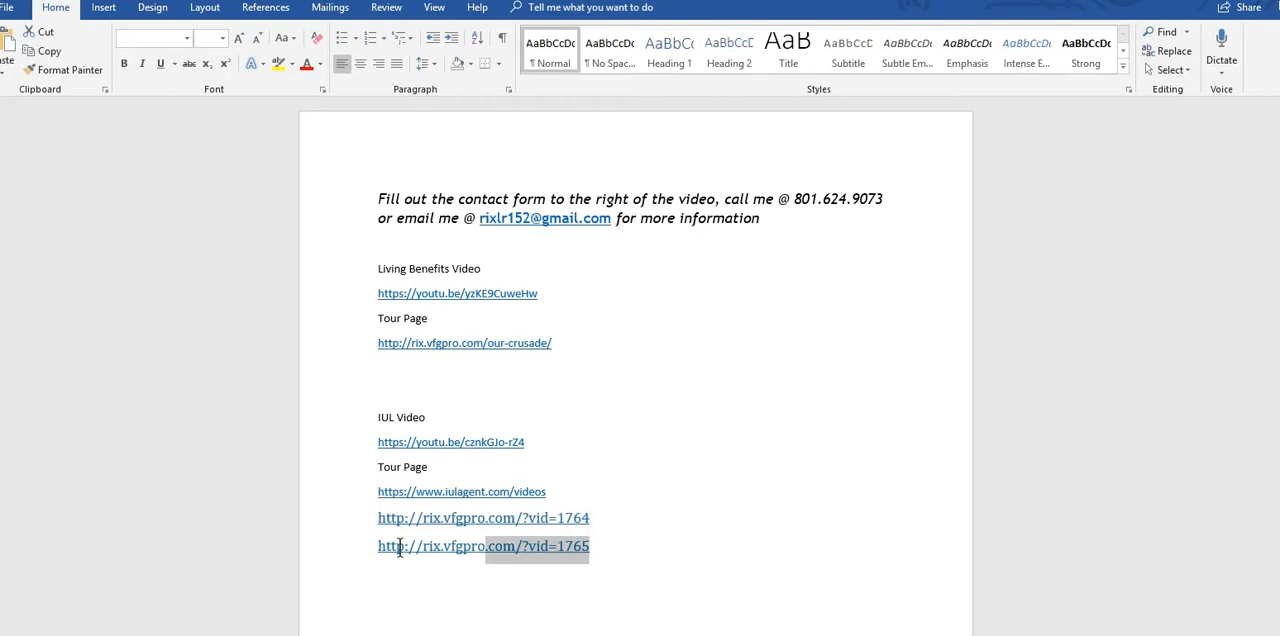 File Home Insert Design Layout References Mailings Review View Help Tell me what you want to do Share
Cut
Copy
Format Painter
Clipboard
Aa
B I U abc x₂ x² A A
Font
Paragraph
AaBbCcDc AaBbCcDc AaBbCc AaBbCcE AaB AaBbCcD AaBbCcDc AaBbCcDc AaBbCcDc AaBbCcDc
¶ Normal ¶ No Spac... Heading 1 Heading 2 Title Subtitle Subtle Em... Emphasis Intense E... Strong
Styles
Find
Replace
Select
Editing
Dictate
Voice
Fill out the contact form to the right of the video, call me @ 801.624.9073
or email me @ rixlr152@gmail.com for more information
Living Benefits Video
https://youtu.be/yzKE9CuweHw
Tour Page
http://rix.vfgpro.com/our-crusade/
IUL Video
https://youtu.be/cznkGJo-rZ4
Tour Page
https://www.iulagent.com/videos
http://rix.vfgpro.com/?vid=1764
http://rix.vfgpro.com/?vid=1765